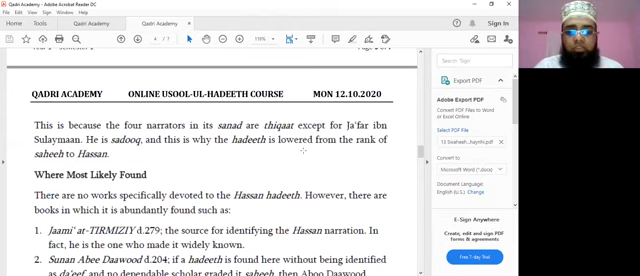 Qadri Academy - Adobe Acrobat Reader DC
Qadri Academy
Qadri Academy
Home
Tools
Sign In
4 / 7
110%
QADRI ACADEMY ONLINE USOOL-UL-HADEETH COURSE MON 12.10.2020
This is because the four narrators in its sanad are thiqaat except for Ja'far ibn
Sulaymaan. He is sadooq, and this is why the hadeeth is lowered from the rank of
saheeh to Hassan.
Where Most Likely Found
There are no works specifically devoted to the Hassan hadeeth. However, there are
books in which it is abundantly found such as:
1. Jaami' at-TIRMIZIY d.279; the source for identifying the Hassan narration. In
fact, he is the one who made it widely known.
2. Sunan Abee Daawood d.204; if a hadeeth is found here without being identified
as da'eef and no dependable scholar graded it saheeh, then Aboo Daawood
Search
Export PDF
Adobe Export PDF
Convert PDF Files to Word
or Excel Online
Select PDF File
Convert to
Microsoft Word (*.docx)
Document Language:
English (U.S.) Change
E-Sign Anywhere
Prepare, edit and sign PDF
forms & agreements
Free 7-day Trial